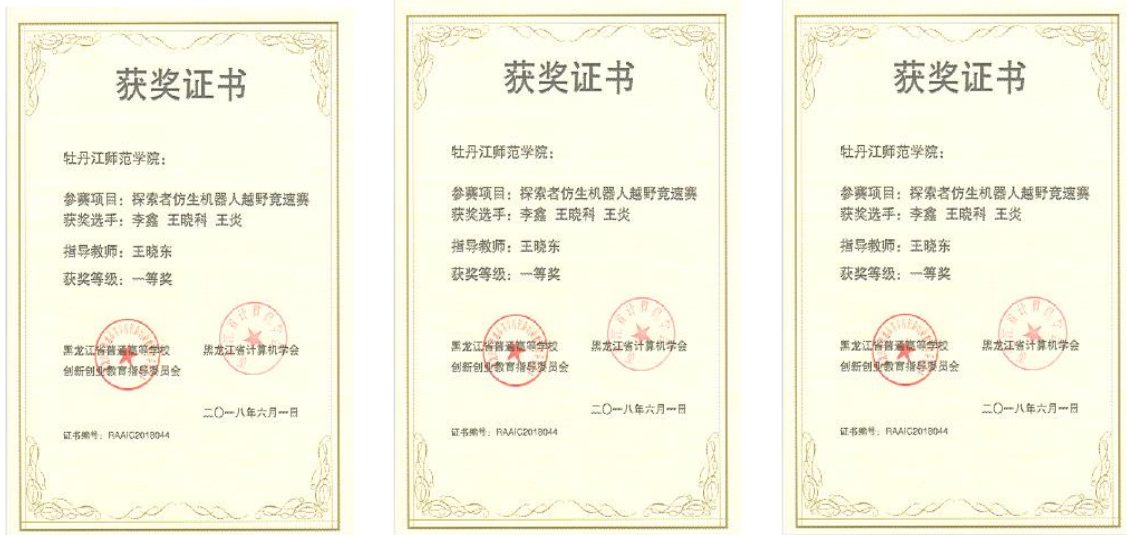 获奖证书
牡丹江师范学院：
参赛项目：探索者仿生机器人越野竞速赛
获奖选手：李鑫 王晓科 王炎
指导教师：王晓东
获奖等级：一等奖
黑龙江省普通高等学校
创新创业教育指导委员会
黑龙江省计算机学会
二〇一八年六月一日
证书编号：RAAIC2018044
获奖证书
牡丹江师范学院：
参赛项目：探索者仿生机器人越野竞速赛
获奖选手：李鑫 王晓科 王炎
指导教师：王晓东
获奖等级：一等奖
黑龙江省普通高等学校
创新创业教育指导委员会
黑龙江省计算机学会
二〇一八年六月一日
证书编号：RAAIC2018044
获奖证书
牡丹江师范学院：
参赛项目：探索者仿生机器人越野竞速赛
获奖选手：李鑫 王晓科 王炎
指导教师：王晓东
获奖等级：一等奖
黑龙江省普通高等学校
创新创业教育指导委员会
黑龙江省计算机学会
二〇一八年六月一日
证书编号：RAAIC2018044